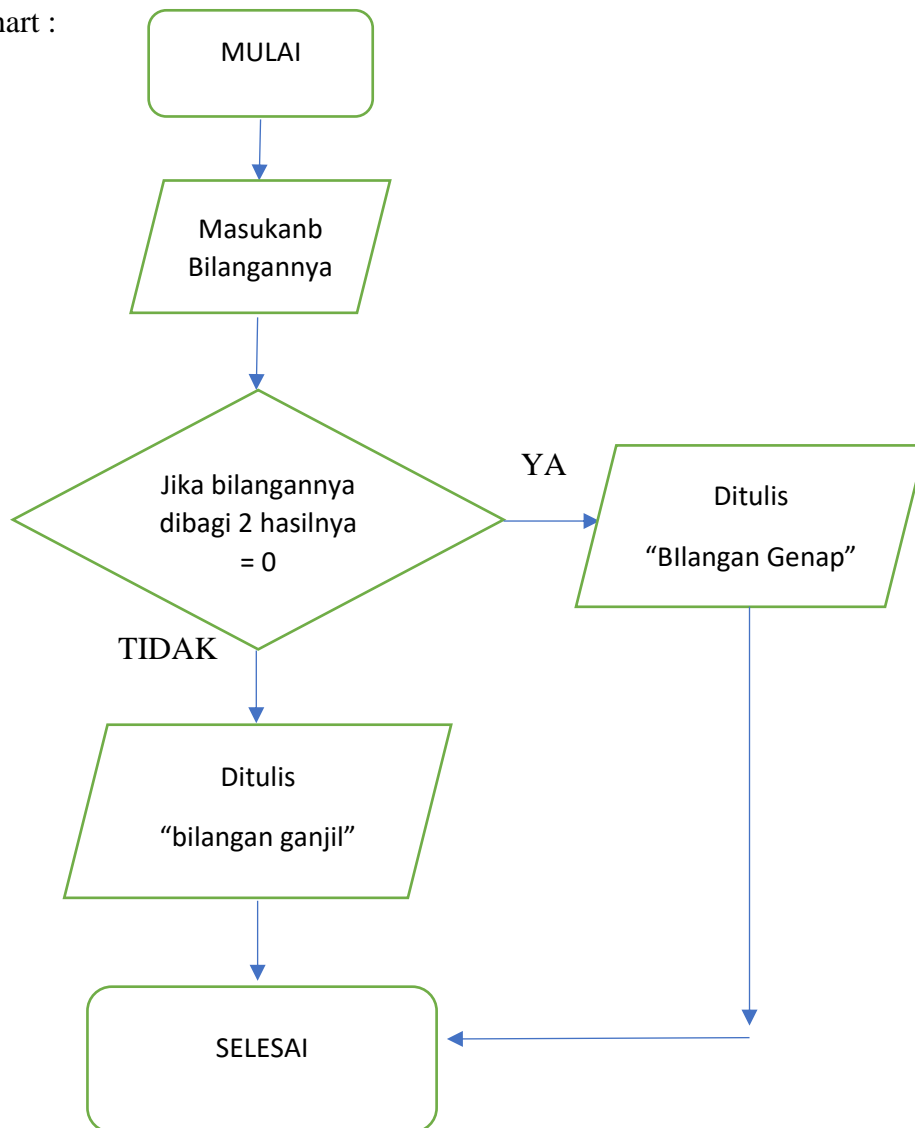 hart :
MULAI
Masukanb
Bilangannya
Jika bilangannya
dibagi 2 hasilnya
= 0
YA
Ditulis
“BIlangan Genap”
TIDAK
Ditulis
“bilangan ganjil”
SELESAI